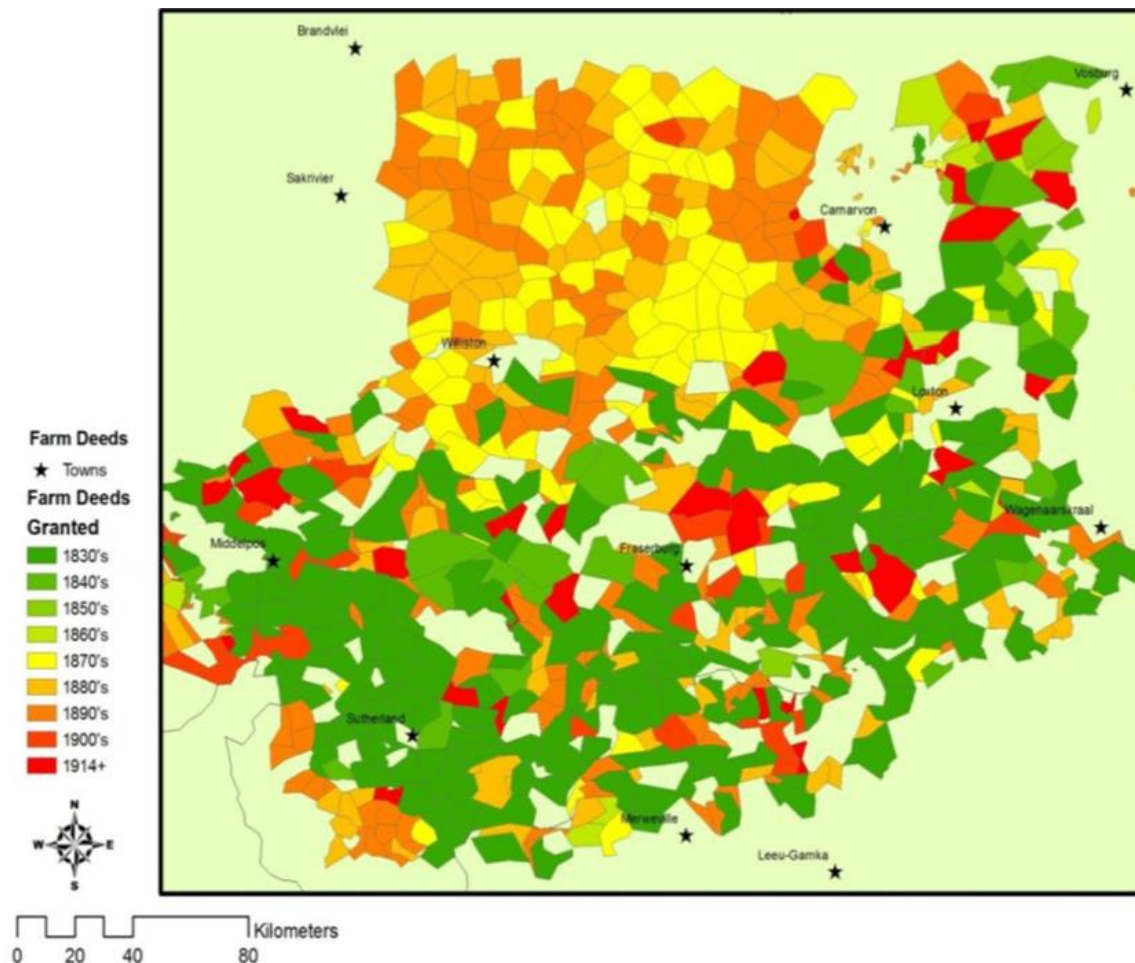 Brandvlei
Vosburg
Sakrivier
Carnarvon
Williston
Loxton
Wagenaarskraal
Middelpos
Fraserburg
Sutherland
Merweville
Leeu-Gamka
Farm Deeds
Towns
Farm Deeds
Granted
1830's
1840's
1850's
1860's
1870's
1880's
1890's
1900's
1914+
N
W E
S
Kilometers
0 20 40 80